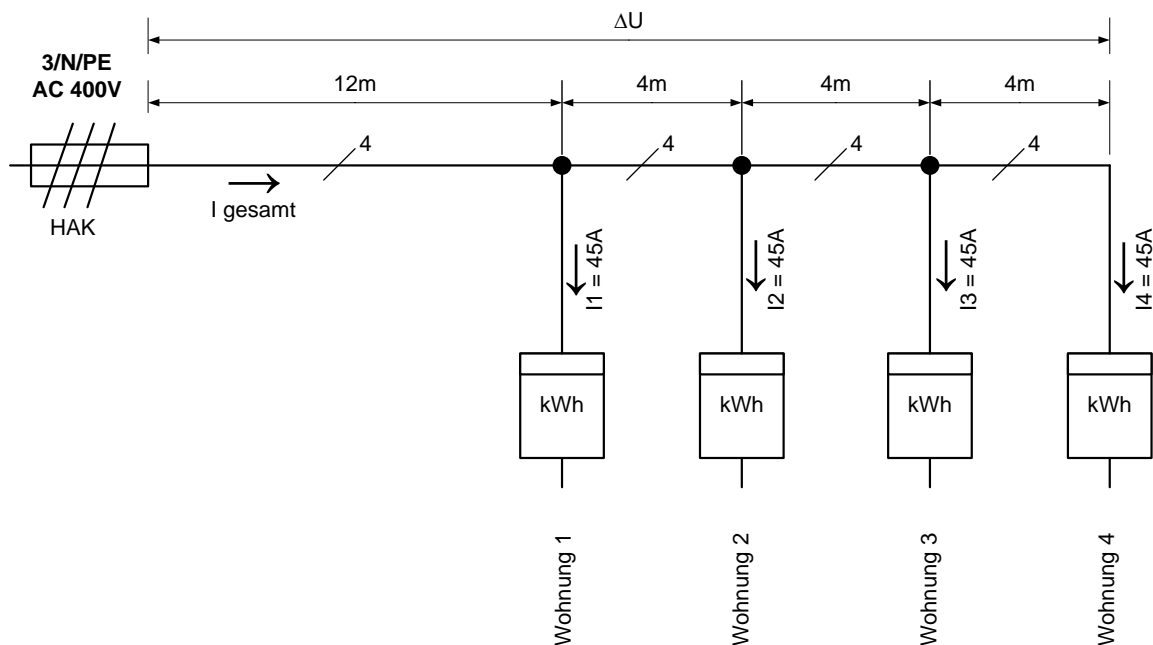 ΔU
3/N/PE
AC 400V
12m
4m
4m
4m
4
4
4
4
I gesamt
HAK
I1 = 45A
I2 = 45A
I3 = 45A
I4 = 45A
kWh
kWh
kWh
kWh
Wohnung 1
Wohnung 2
Wohnung 3
Wohnung 4